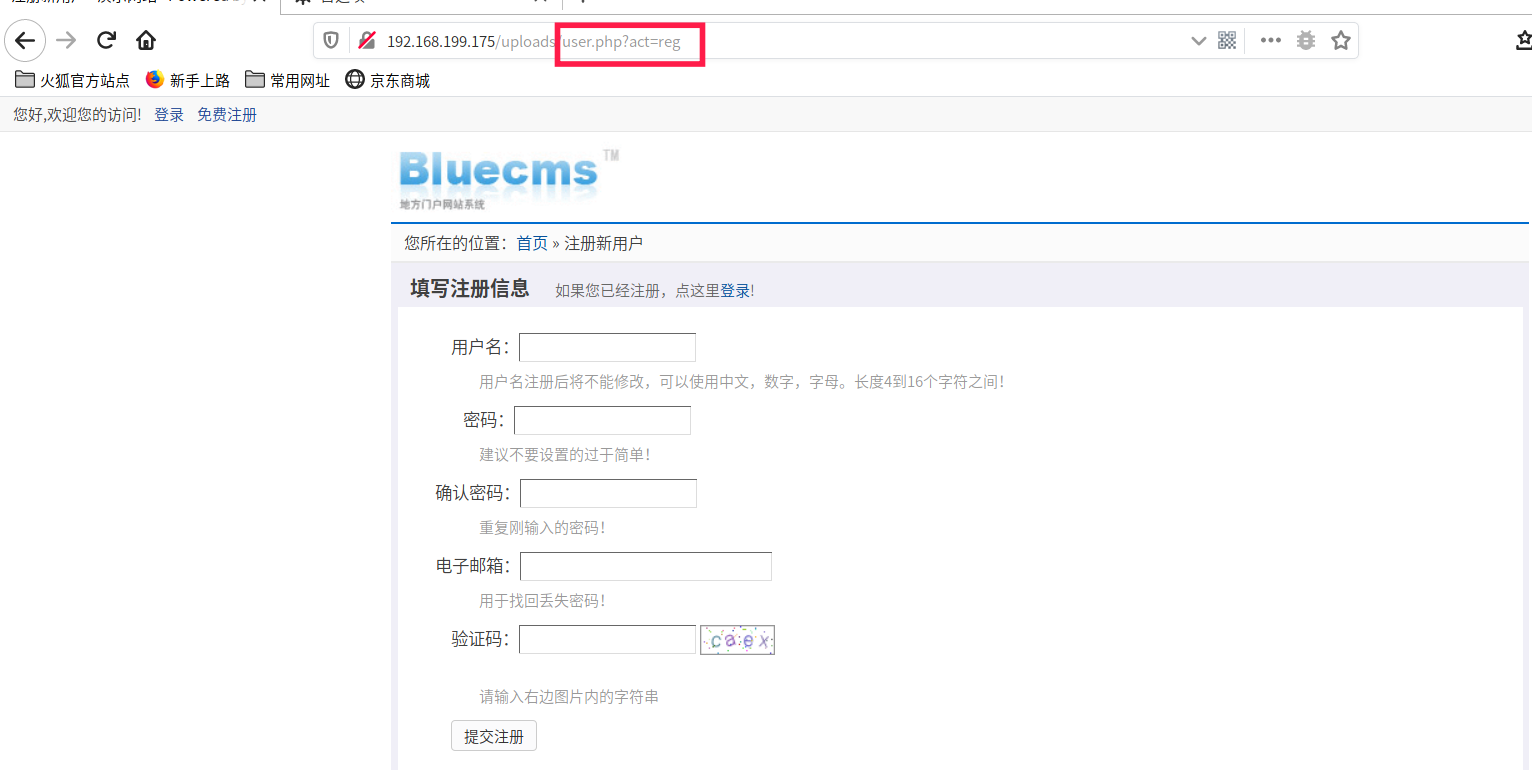 192.168.199.175/uploads/user.php?act=reg
火狐官方站点 新手上路 常用网址 京东商城
您好,欢迎您的访问! 登录 免费注册
Bluecms TM
地方门户网站系统
您所在的位置：首页 » 注册新用户
填写注册信息 如果您已经注册，点这里登录!
用户名：
用户名注册后将不能修改，可以使用中文，数字，字母。长度4到16个字符之间！
密码：
建议不要设置的过于简单！
确认密码：
重复刚输入的密码！
电子邮箱：
用于找回丢失密码！
验证码： caex
请输入右边图片内的字符串
提交注册